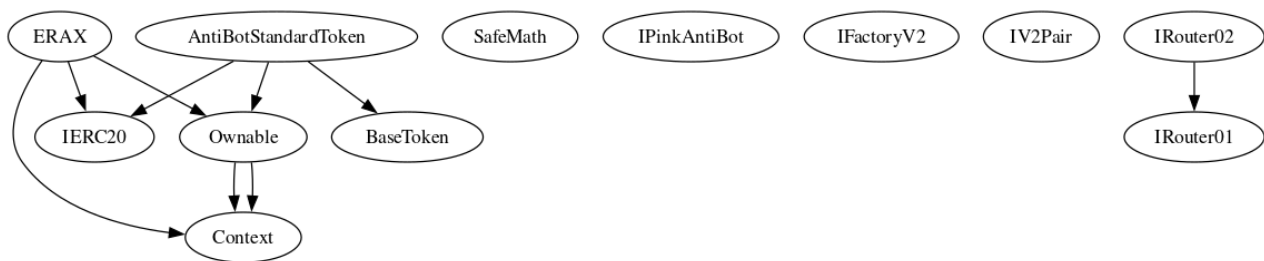 ERAX
AntiBotStandardToken
SafeMath
IPinkAntiBot
IFactoryV2
IV2Pair
IRouter02
IERC20
Ownable
BaseToken
IRouter01
Context